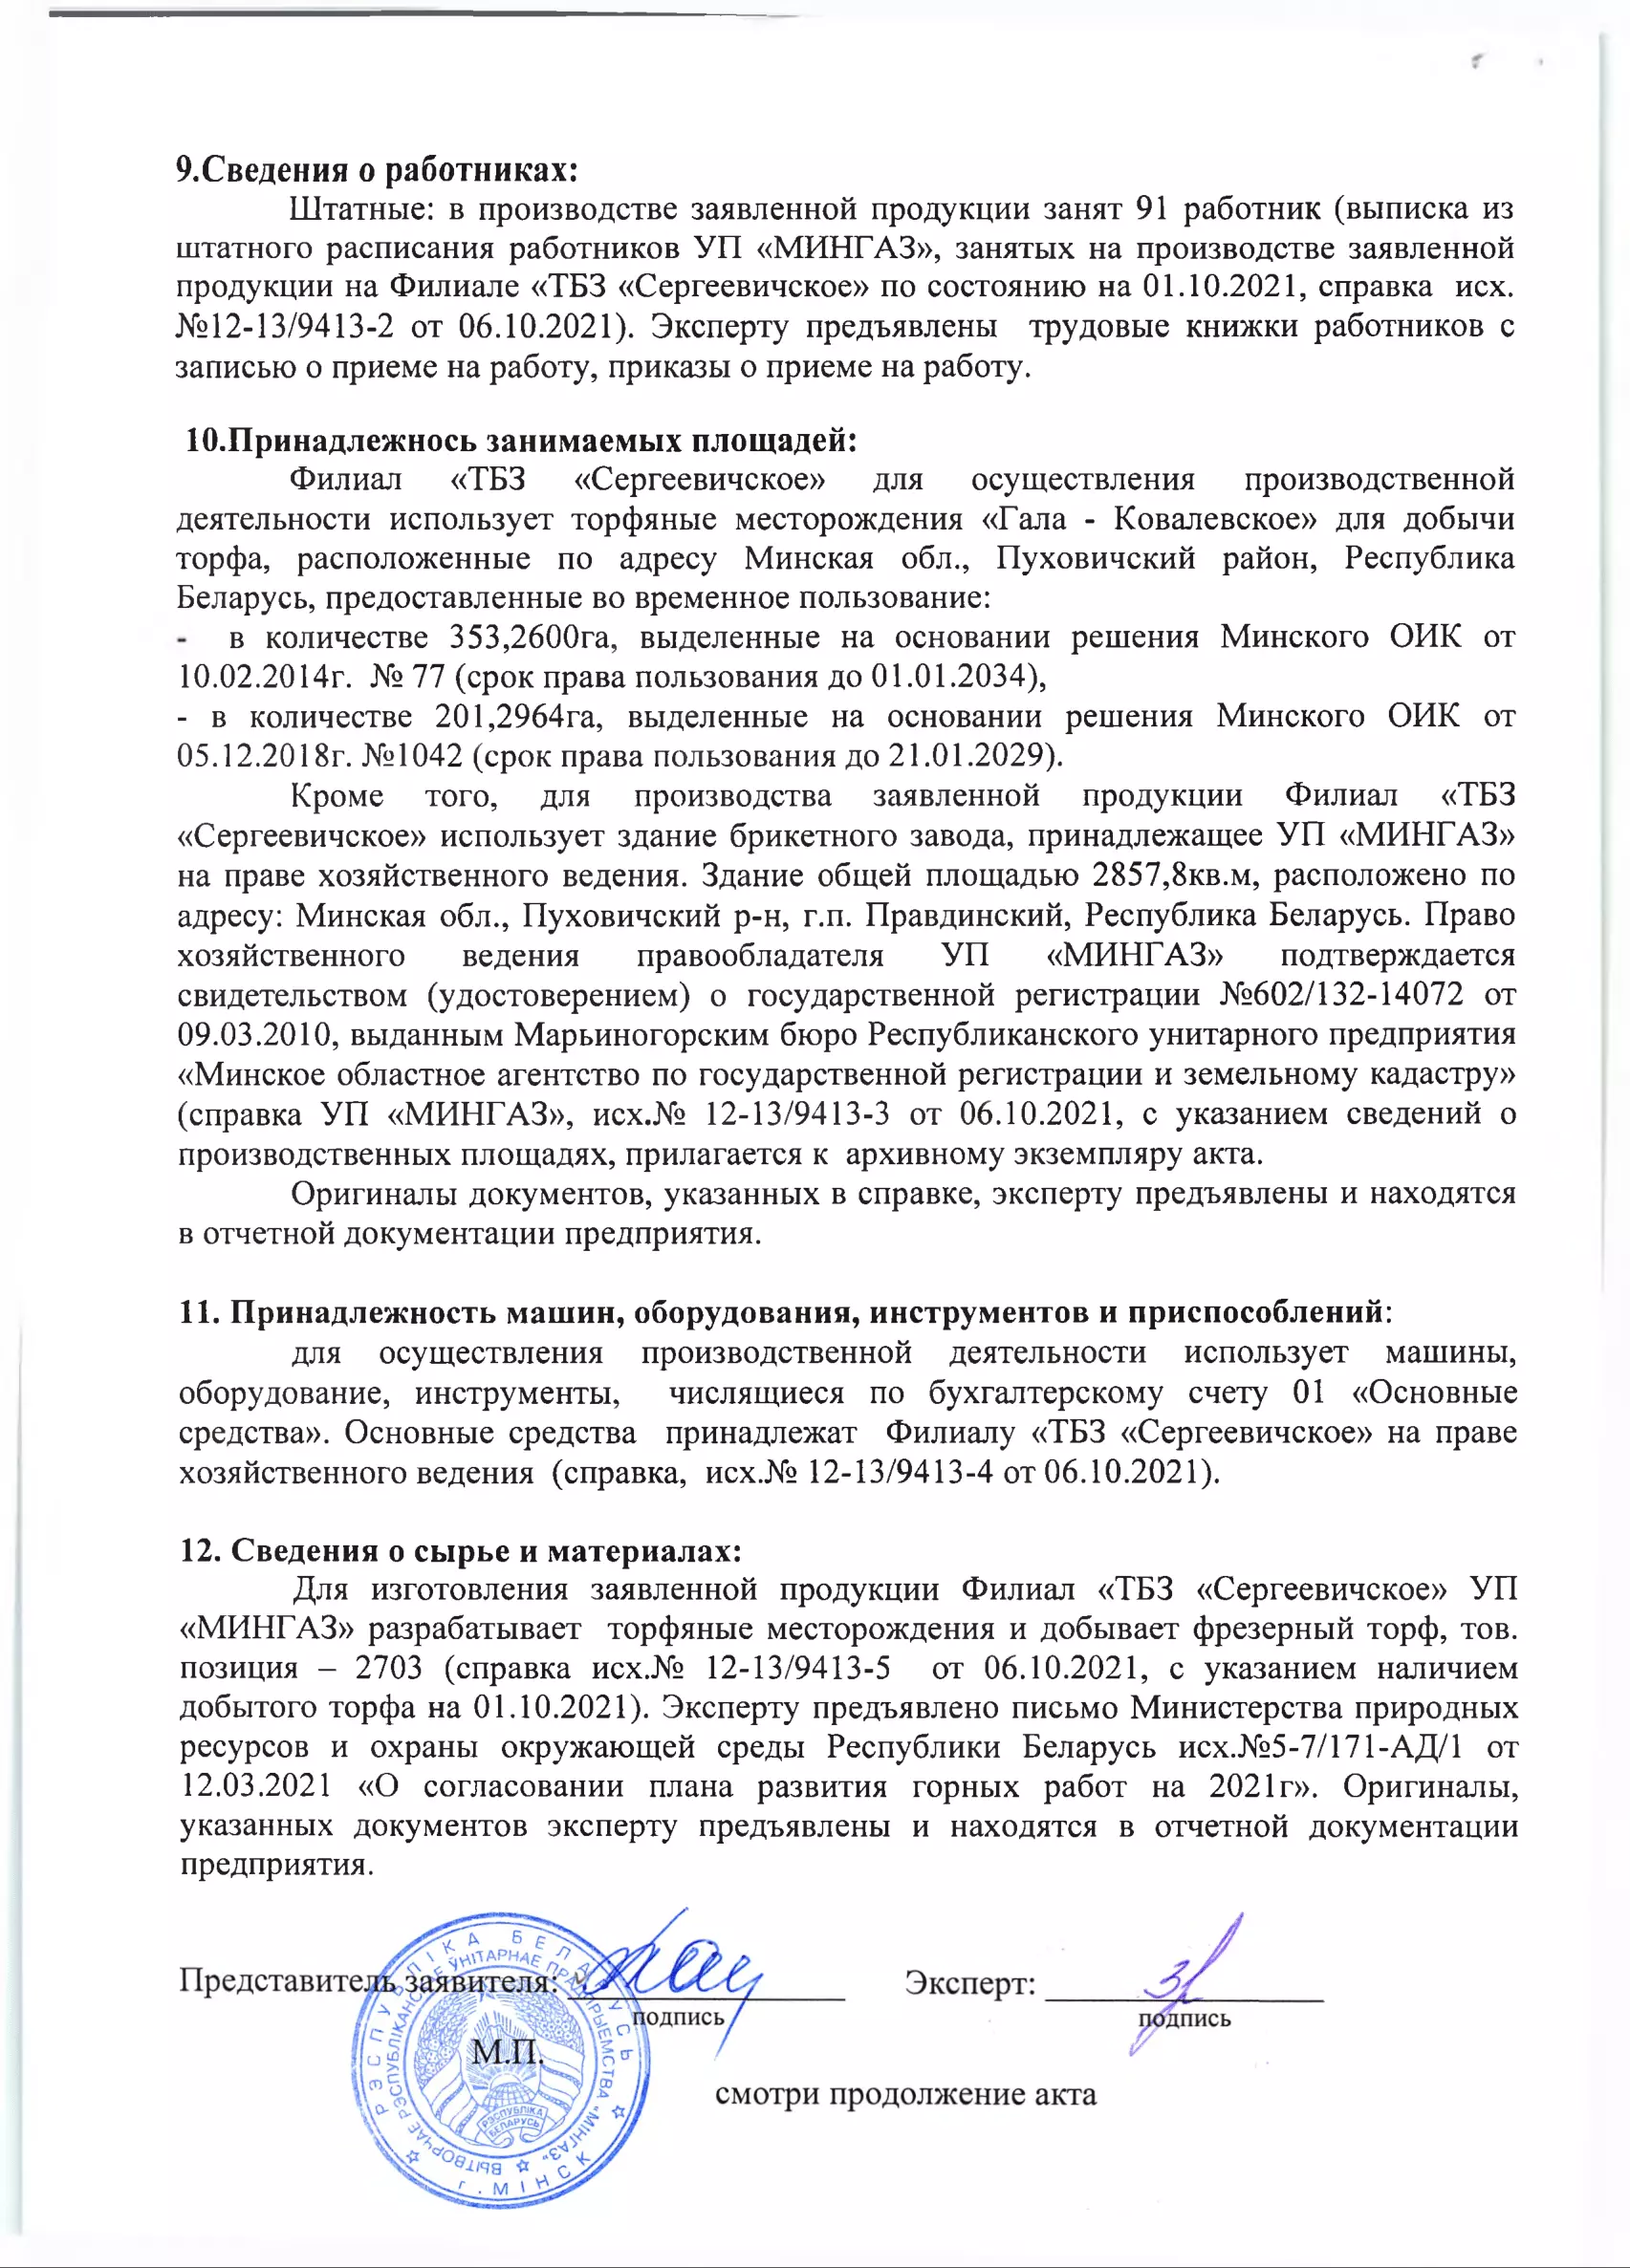 9.Сведения о работниках:
Штатные: в производстве заявленной продукции занят 91 работник (выписка из
штатного расписания работников УП «МИНГАЗ», занятых на производстве заявленной
продукции на Филиале «ТБЗ «Сергеевичское» по состоянию на 01.10.2021, справка исх.
№12-13/9413-2 от 06.10.2021). Эксперту предъявлены трудовые книжки работников с
записью о приеме на работу, приказы о приеме на работу.
10.Принадлежнось занимаемых площадей:
Филиал «ТБЗ «Сергеевичское» для осуществления производственной
деятельности использует торфяные месторождения «Гала - Ковалевское» для добычи
торфа, расположенные по адресу Минская обл., Пуховичский район, Республика
Беларусь, предоставленные во временное пользование:
- в количестве 353,2600га, выделенные на основании решения Минского ОИК от
10.02.2014г. № 77 (срок права пользования до 01.01.2034),
- в количестве 201,2964га, выделенные на основании решения Минского ОИК от
05.12.2018г. №1042 (срок права пользования до 21.01.2029).
Кроме того, для производства заявленной продукции Филиал «ТБЗ
«Сергеевичское» использует здание брикетного завода, принадлежащее УП «МИНГАЗ»
на праве хозяйственного ведения. Здание общей площадью 2857,8кв.м, расположено по
адресу: Минская обл., Пуховичский р-н, г.п. Правдинский, Республика Беларусь. Право
хозяйственного ведения правообладателя УП «МИНГАЗ» подтверждается
свидетельством (удостоверением) о государственной регистрации №602/132-14072 от
09.03.2010, выданным Марьиногорским бюро Республиканского унитарного предприятия
«Минское областное агентство по государственной регистрации и земельному кадастру»
(справка УП «МИНГАЗ», исх.№ 12-13/9413-3 от 06.10.2021, с указанием сведений о
производственных площадях, прилагается к архивному экземпляру акта.
Оригиналы документов, указанных в справке, эксперту предъявлены и находятся
в отчетной документации предприятия.
11. Принадлежность машин, оборудования, инструментов и приспособлений:
для осуществления производственной деятельности использует машины,
оборудование, инструменты, числящиеся по бухгалтерскому счету 01 «Основные
средства». Основные средства принадлежат Филиалу «ТБЗ «Сергеевичское» на праве
хозяйственного ведения (справка, исх.№ 12-13/9413-4 от 06.10.2021).
12. Сведения о сырье и материалах:
Для изготовления заявленной продукции Филиал «ТБЗ «Сергеевичское» УП
«МИНГАЗ» разрабатывает торфяные месторождения и добывает фрезерный торф, тов.
позиция – 2703 (справка исх.№ 12-13/9413-5 от 06.10.2021, с указанием наличием
добытого торфа на 01.10.2021). Эксперту предъявлено письмо Министерства природных
ресурсов и охраны окружающей среды Республики Беларусь исх.№5-7/171-АД/1 от
12.03.2021 «О согласовании плана развития горных работ на 2021г». Оригиналы,
указанных документов эксперту предъявлены и находятся в отчетной документации
предприятия.
Представитель заявителя: Эксперт:
подпись подпись
М.П.
смотри продолжение акта
РЭСПУБЛІКА БЕЛАРУСЬ
г. МІНСК
ВЫТВОРЧАЕ РЭСПУБЛІКАНСКАЕ ЎНІТАРНАЕ ПРАДПРЫЕМСТВА "МІНГАЗ"
РЭСПУБЛІКА
БЕЛАРУСЬ